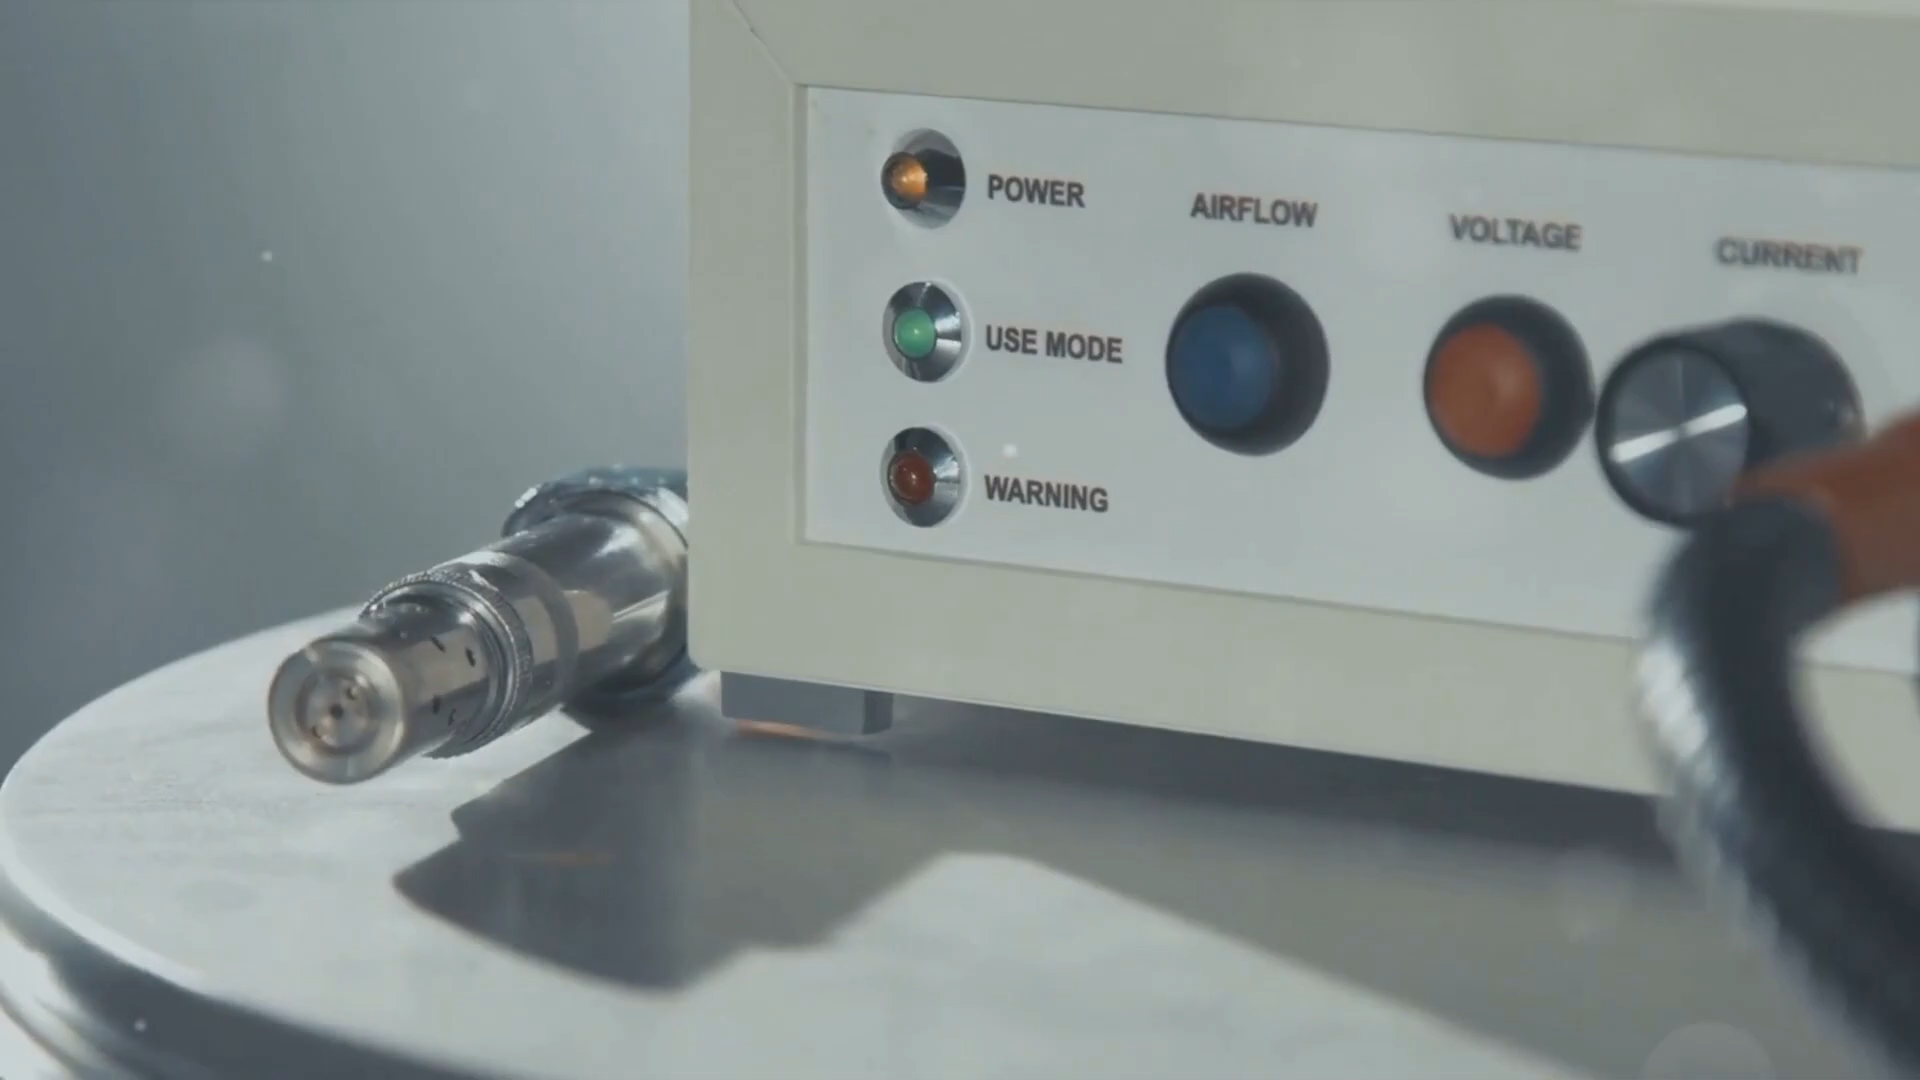 POWER
AIRFLOW
VOLTAGE
CURRENT
USE MODE
WARNING